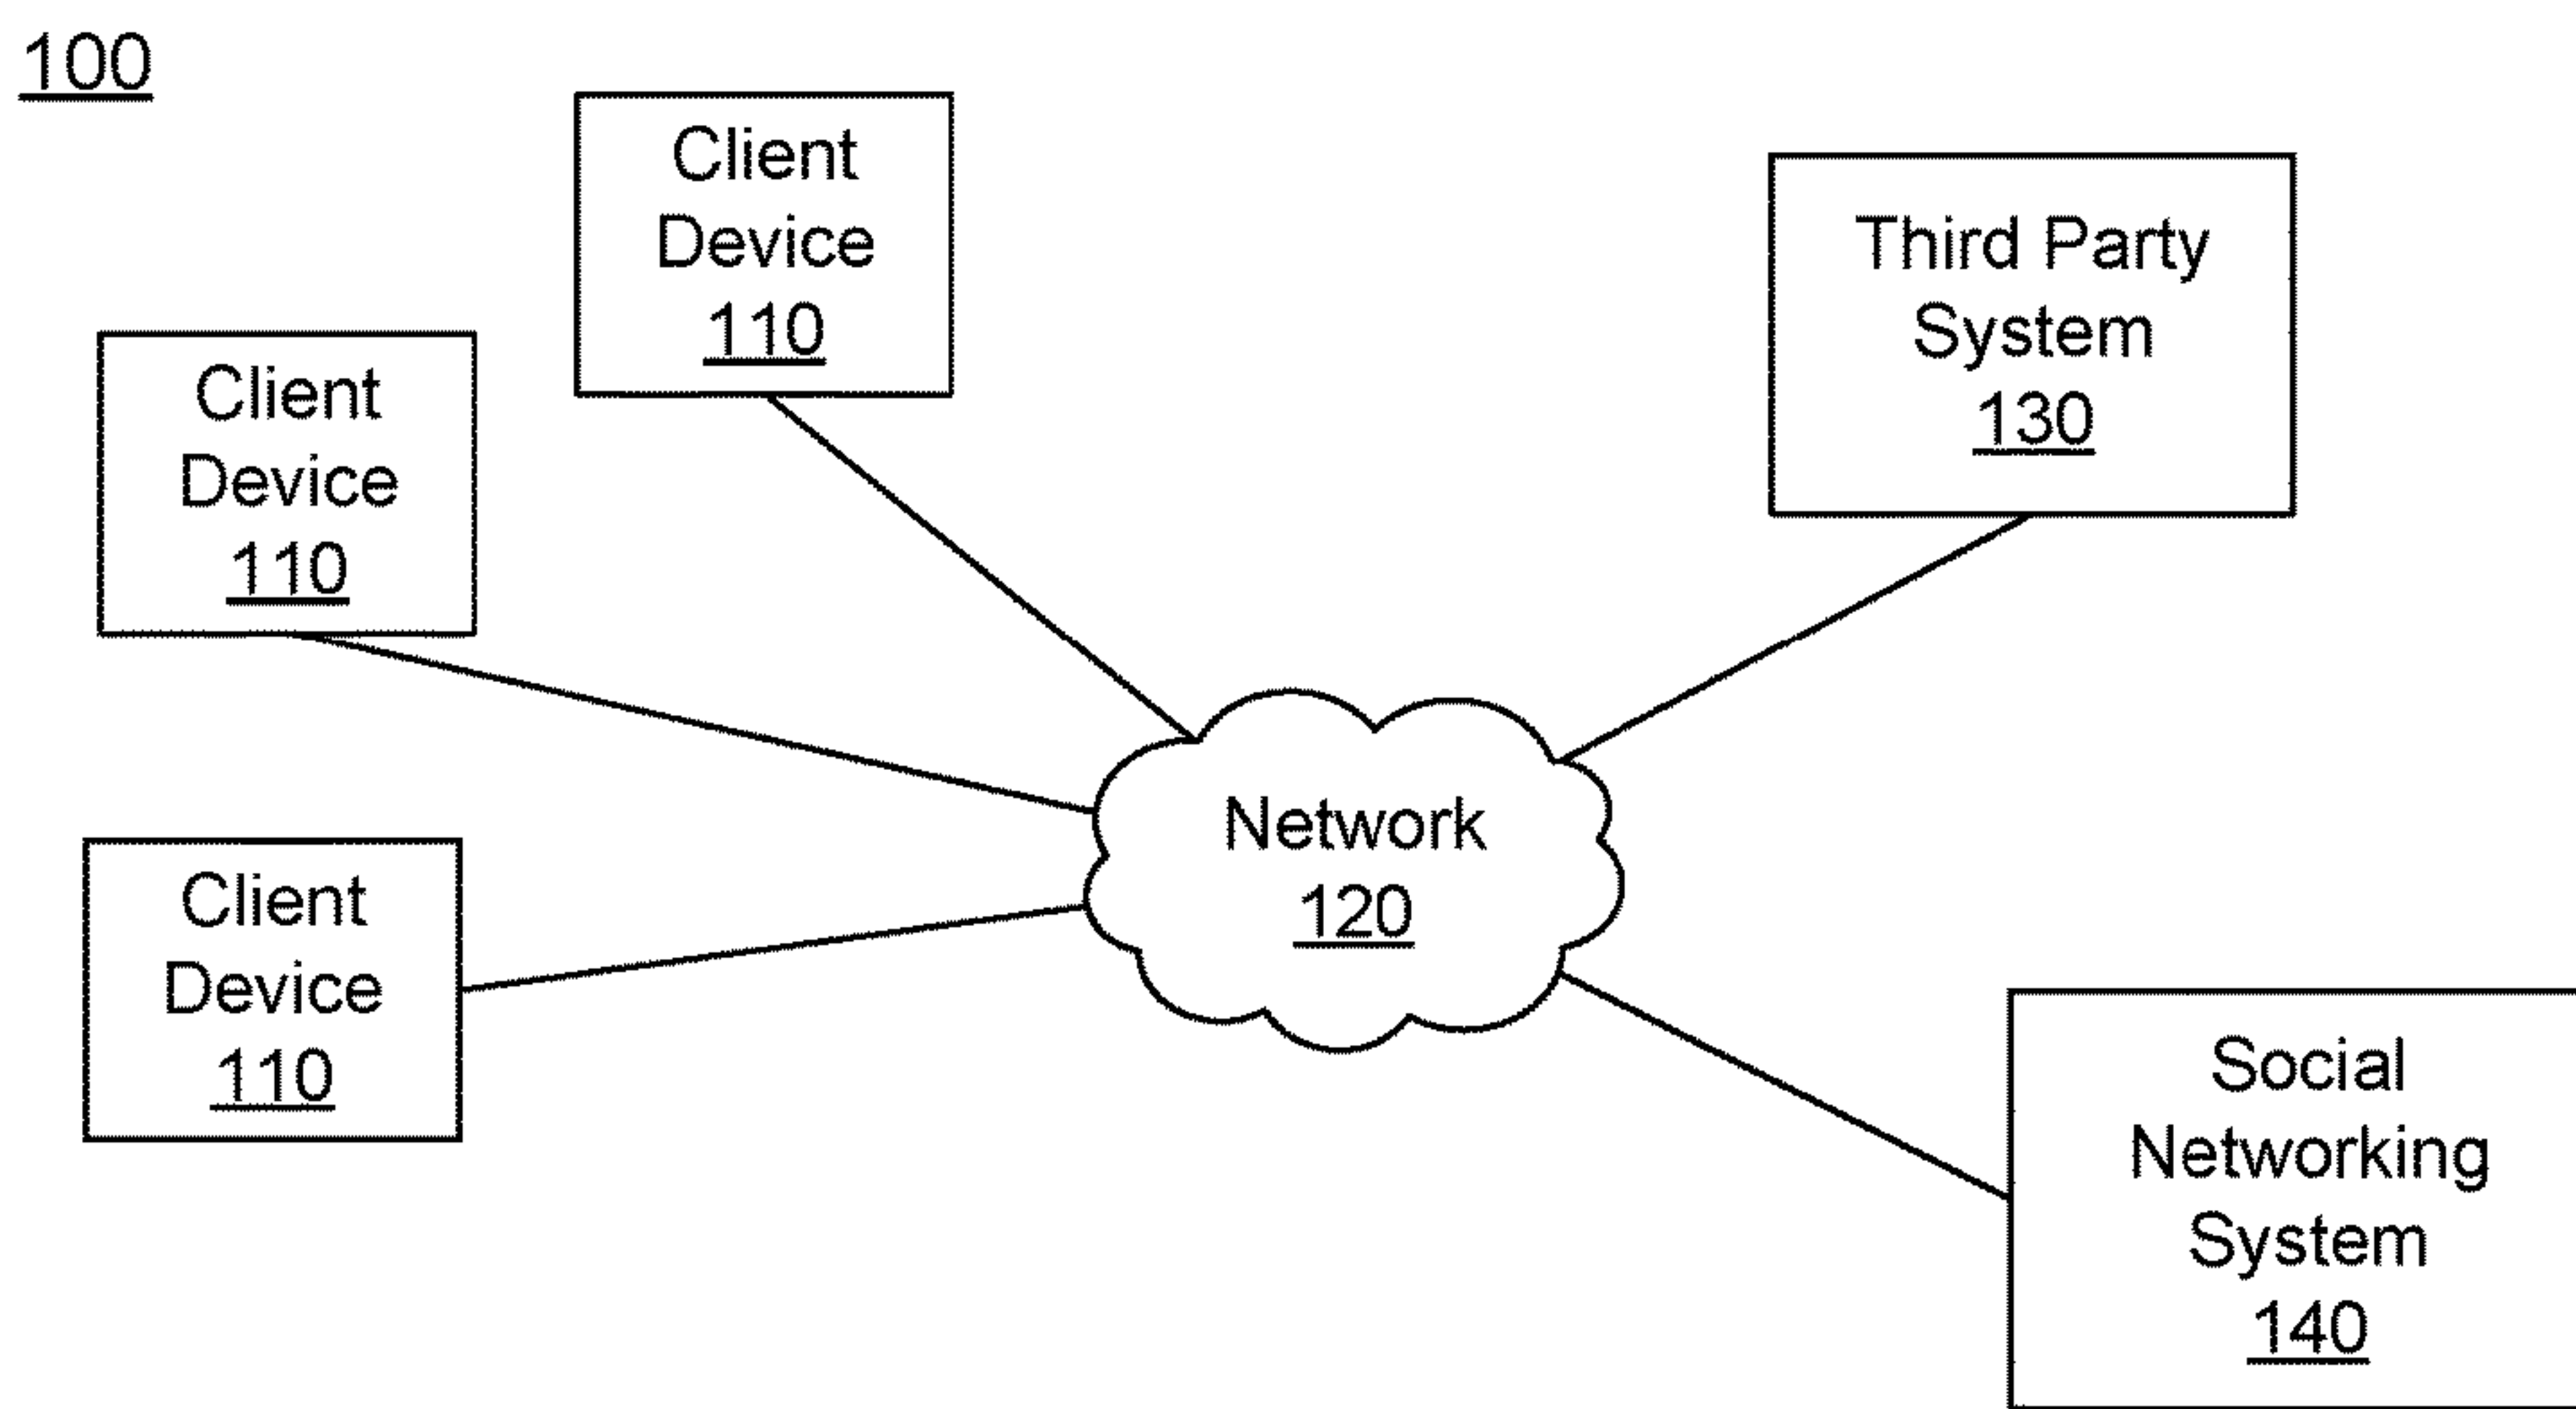 100
Client
Device
110
Third Party
System
130
Client
Device
110
Network
120
Client
Device
110
Social
Networking
System
140